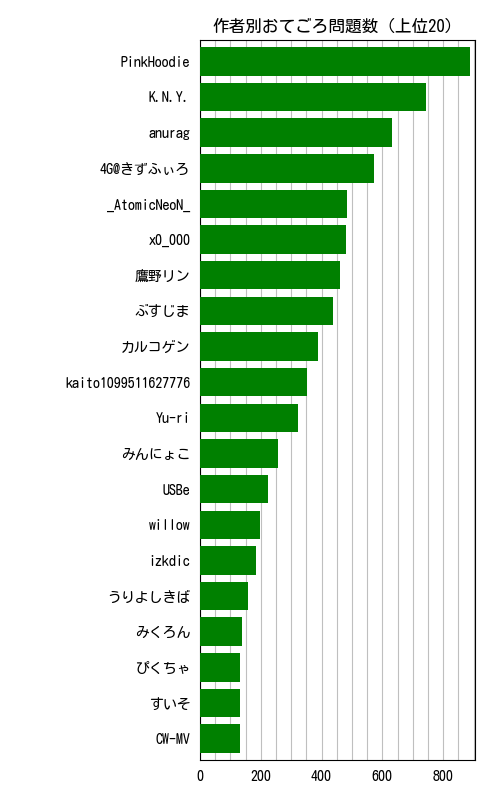 作者別おてごろ問題数（上位20）
PinkHoodie
K.N.Y.
anurag
4G@きずふぃろ
_AtomicNeoN_
x0_000
鷹野リン
ぶすじま
カルコゲン
kaito1099511627776
Yu-ri
みんにょこ
USBe
willow
izkdic
うりよしきば
みくろん
ぴくちゃ
すいそ
CW-MV
0 200 400 600 800